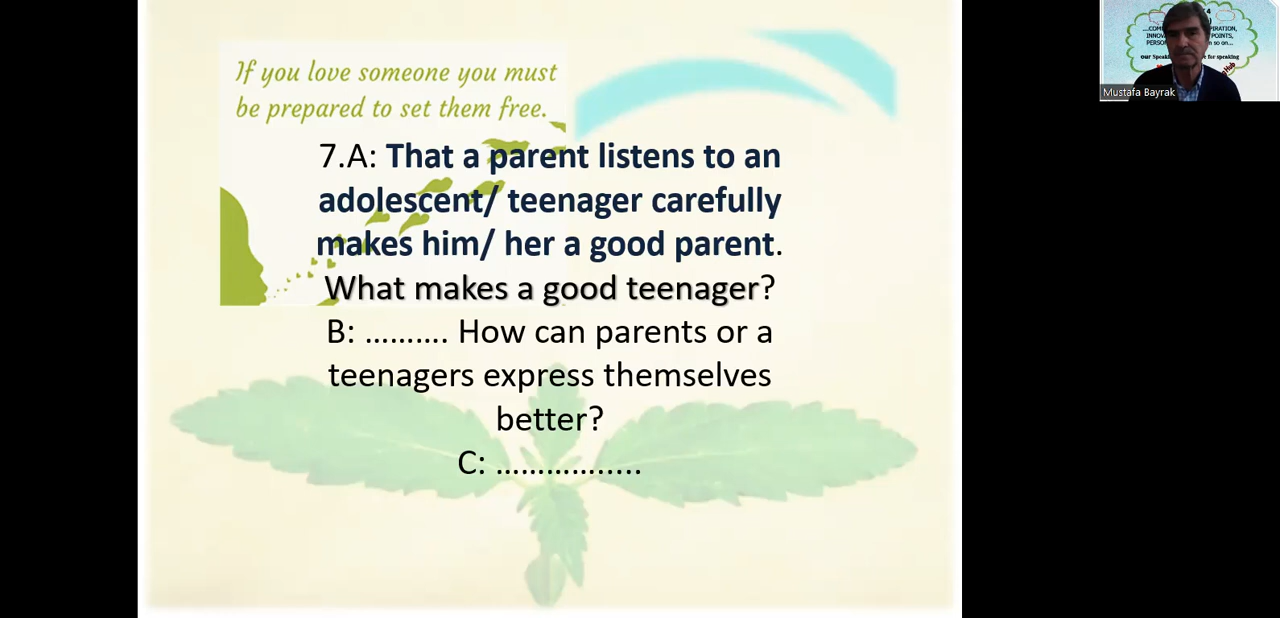 If you love someone you must
be prepared to set them free.
7.A: That a parent listens to an
adolescent/ teenager carefully
makes him/ her a good parent.
What makes a good teenager?
B: .......... How can parents or a
teenagers express themselves
better?
C: ..................
Mustafa Bayrak